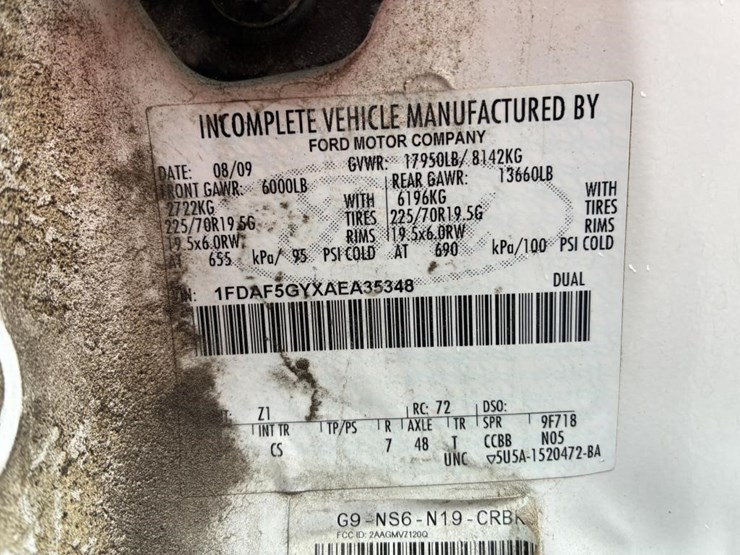 INCOMPLETE VEHICLE MANUFACTURED BY
FORD MOTOR COMPANY
DATE: 08/09 GVWR: 17950LB/ 8142KG
FRONT GAWR: 6000LB REAR GAWR: 13660LB
2722KG WITH 6196KG WITH
225/70R19.5G TIRES 225/70R19.5G TIRES
19.5x6.0RW RIMS 19.5x6.0RW RIMS
AT 655 kPa/ 95 PSI COLD AT 690 kPa/100 PSI COLD
1FDAF5GYXAEA35348 DUAL
Z1 RC: 72 DSO:
INT TR TP/PS R AXLE TR SPR 9F718
CS 7 48 T CCBB N05
UNC ▽5U5A-1520472-BA
G9-NS6-N19-CRBK
FCC ID: 2AAGMVZ120Q